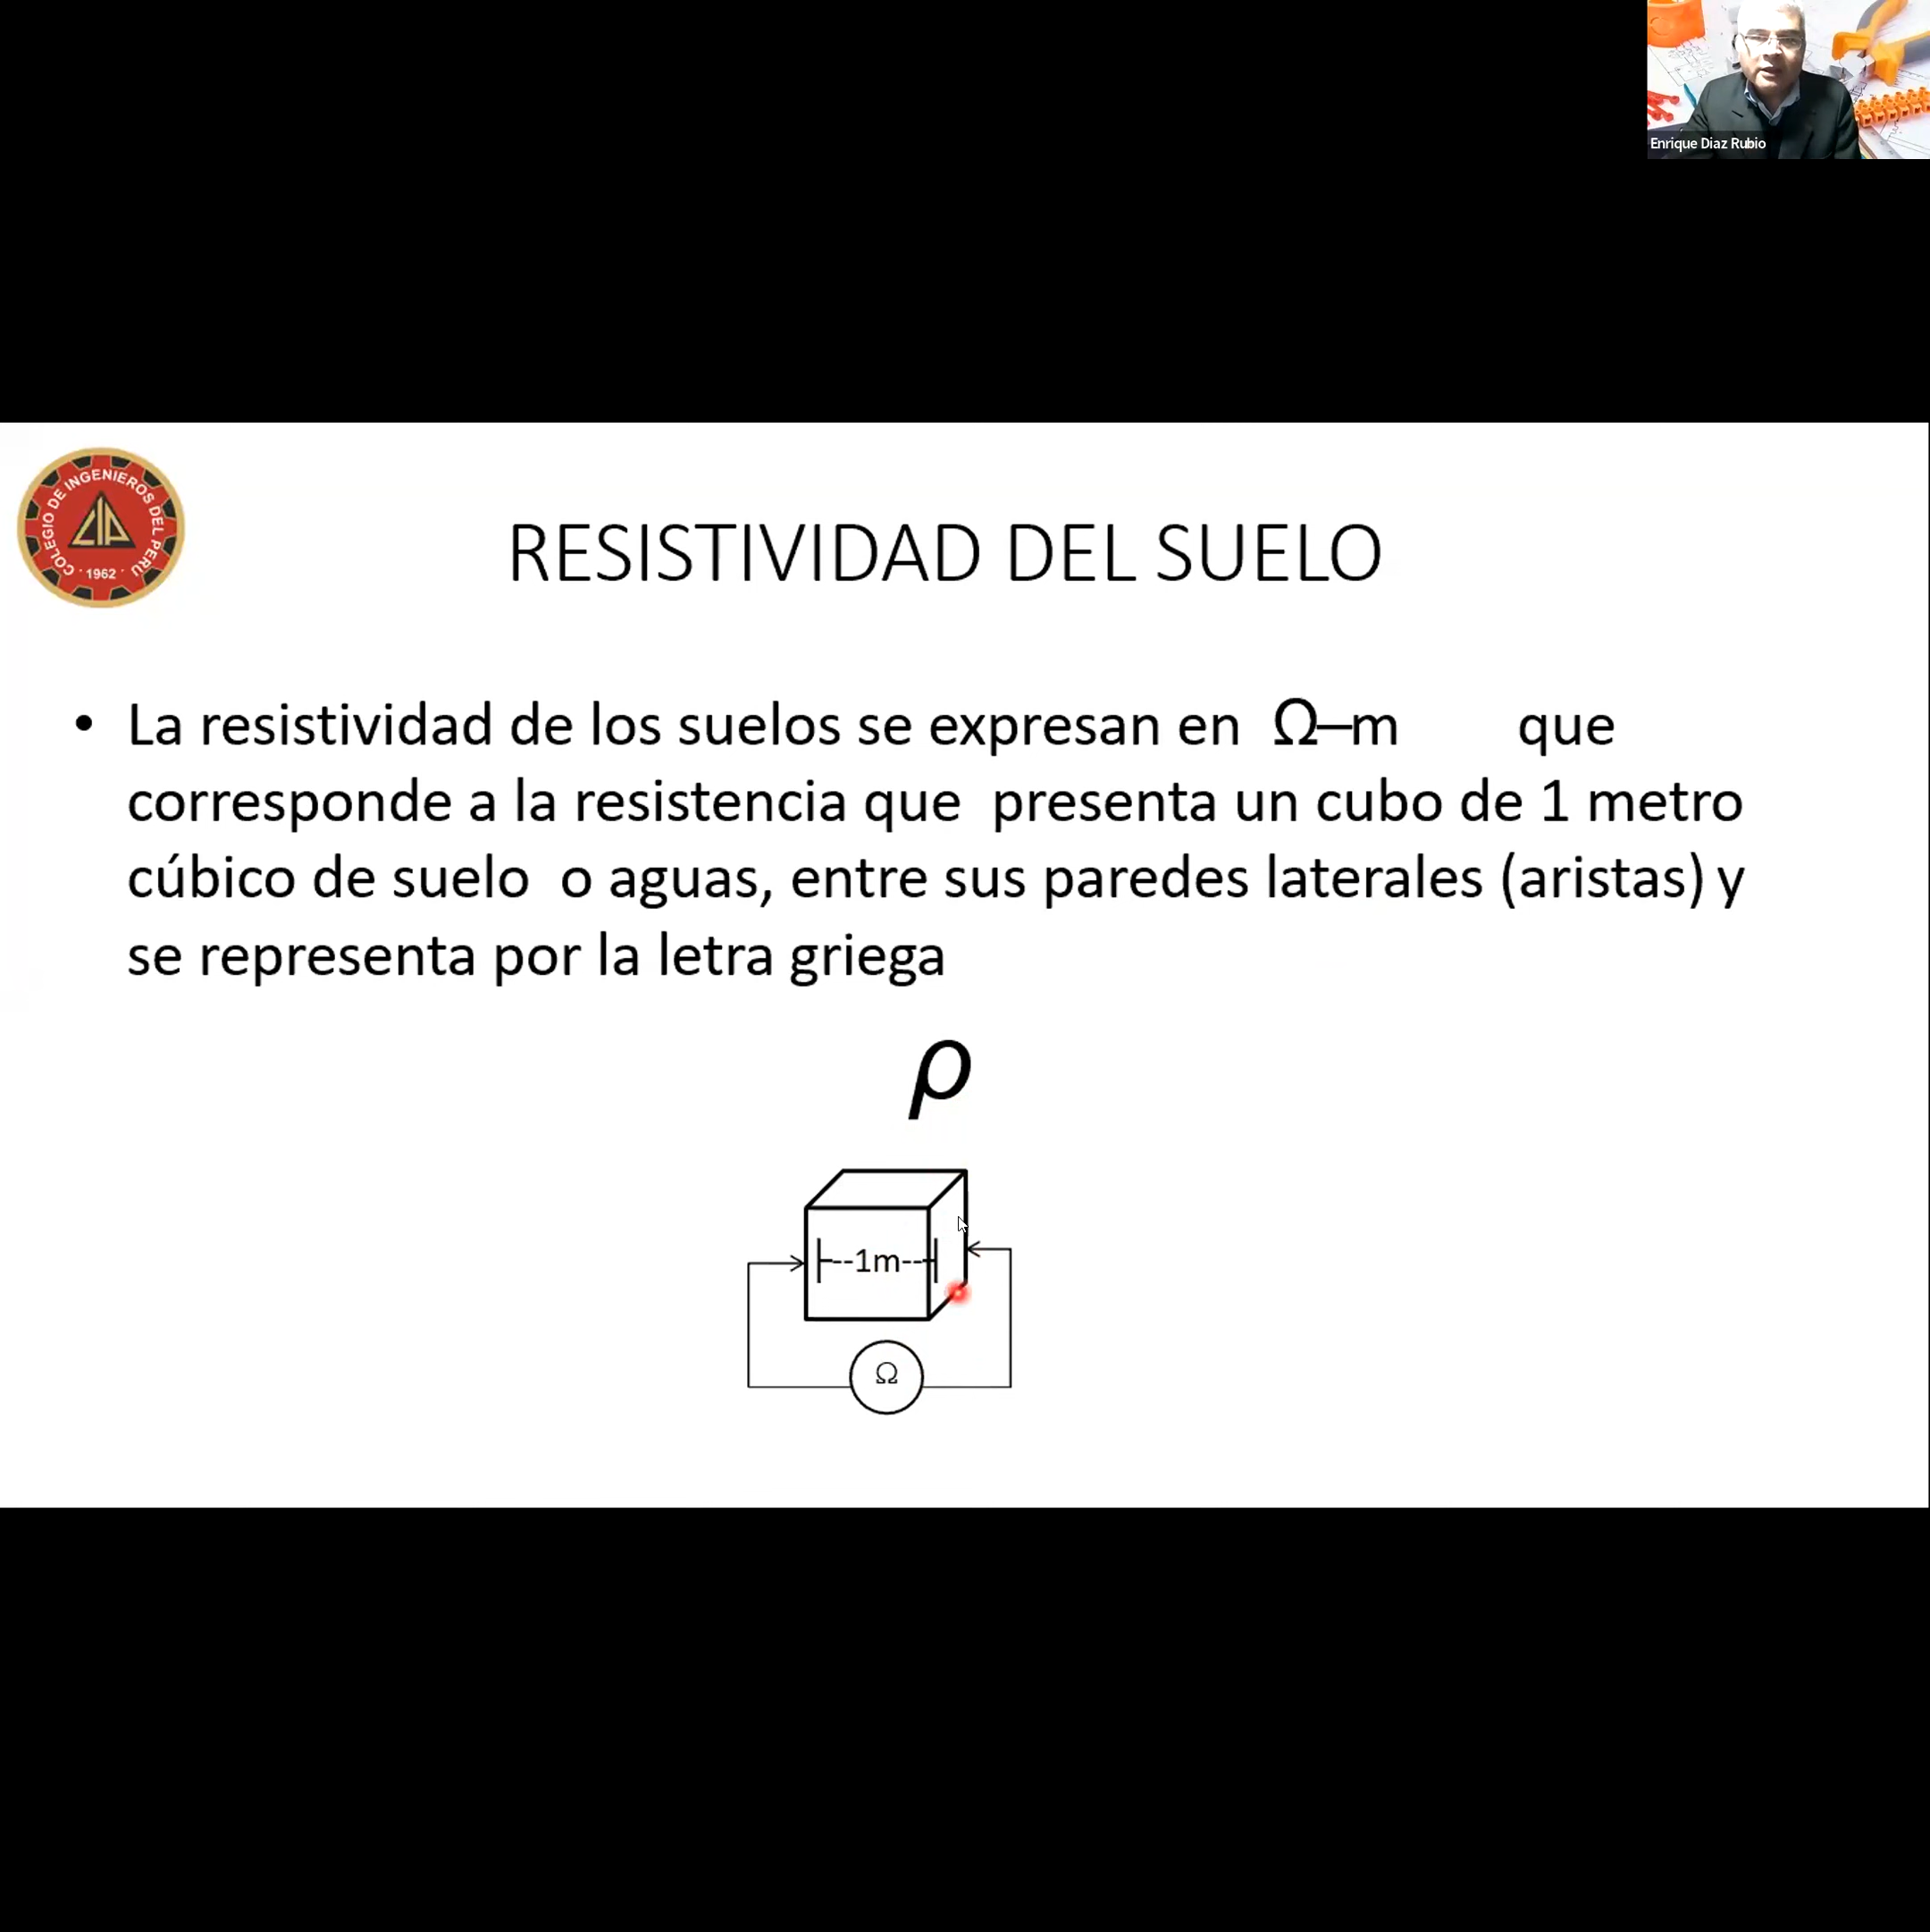 Enrique Diaz Rubio
COLEGIO DE INGENIEROS DEL PERÚ
CIP
· 1962 ·
RESISTIVIDAD DEL SUELO
• La resistividad de los suelos se expresan en Ω–m que
corresponde a la resistencia que presenta un cubo de 1 metro
cúbico de suelo o aguas, entre sus paredes laterales (aristas) y
se representa por la letra griega
ρ
|--1m--|
Ω